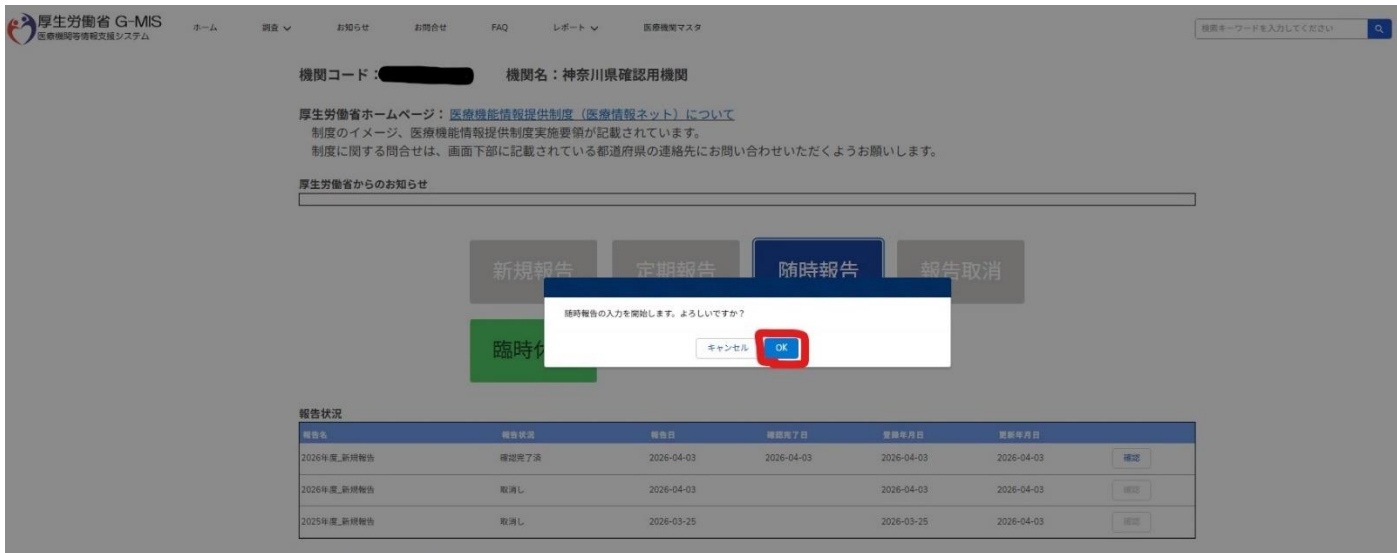 厚生労働省 G-MIS
医療機関等情報支援システム
ホーム 調査 お知らせ お問合せ FAQ レポート 医療機関マスタ 検索キーワードを入力してください
機関コード： 機関名：神奈川県確認用機関
厚生労働省ホームページ： 医療機能情報提供制度（医療情報ネット）について
制度のイメージ、医療機能情報提供制度実施要領が記載されています。
制度に関する問合せは、画面下部に記載されている都道府県の連絡先にお問い合わせいただくようお願いします。
厚生労働省からのお知らせ
新規報告 定期報告 随時報告 報告取消
随時報告の入力を開始します。よろしいですか？
キャンセル OK
臨時休
報告状況
報告名 報告状況 報告日 確認完了日 登録年月日 更新年月日
2026年度_新規報告 確認完了済 2026-04-03 2026-04-03 2026-04-03 2026-04-03 確認
2026年度_新規報告 取消し 2026-04-03 2026-04-03 2026-04-03 確認
2025年度_新規報告 取消し 2026-03-25 2026-03-25 2026-04-03 確認